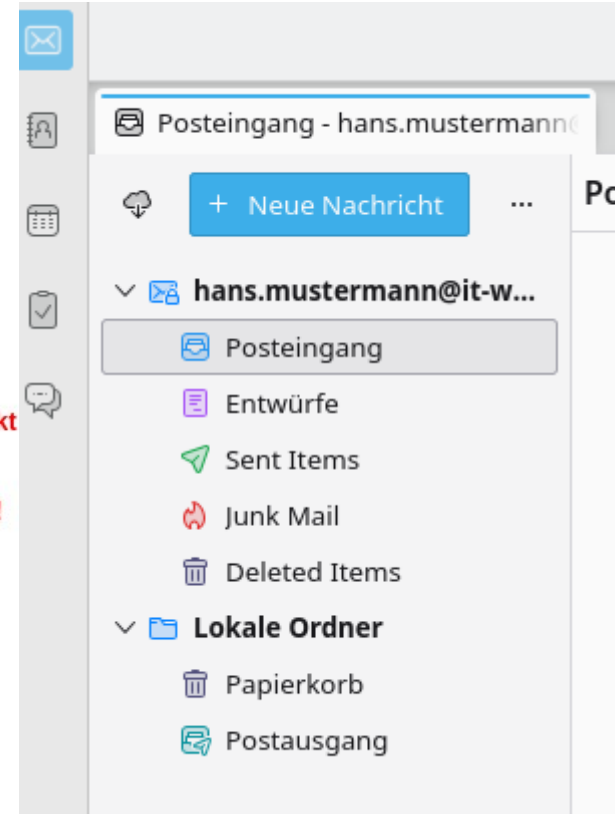 Posteingang - hans.mustermann@
+ Neue Nachricht ...
Po
hans.mustermann@it-w...
Posteingang
Entwürfe
kt
Sent Items
!
Junk Mail
Deleted Items
Lokale Ordner
Papierkorb
Postausgang